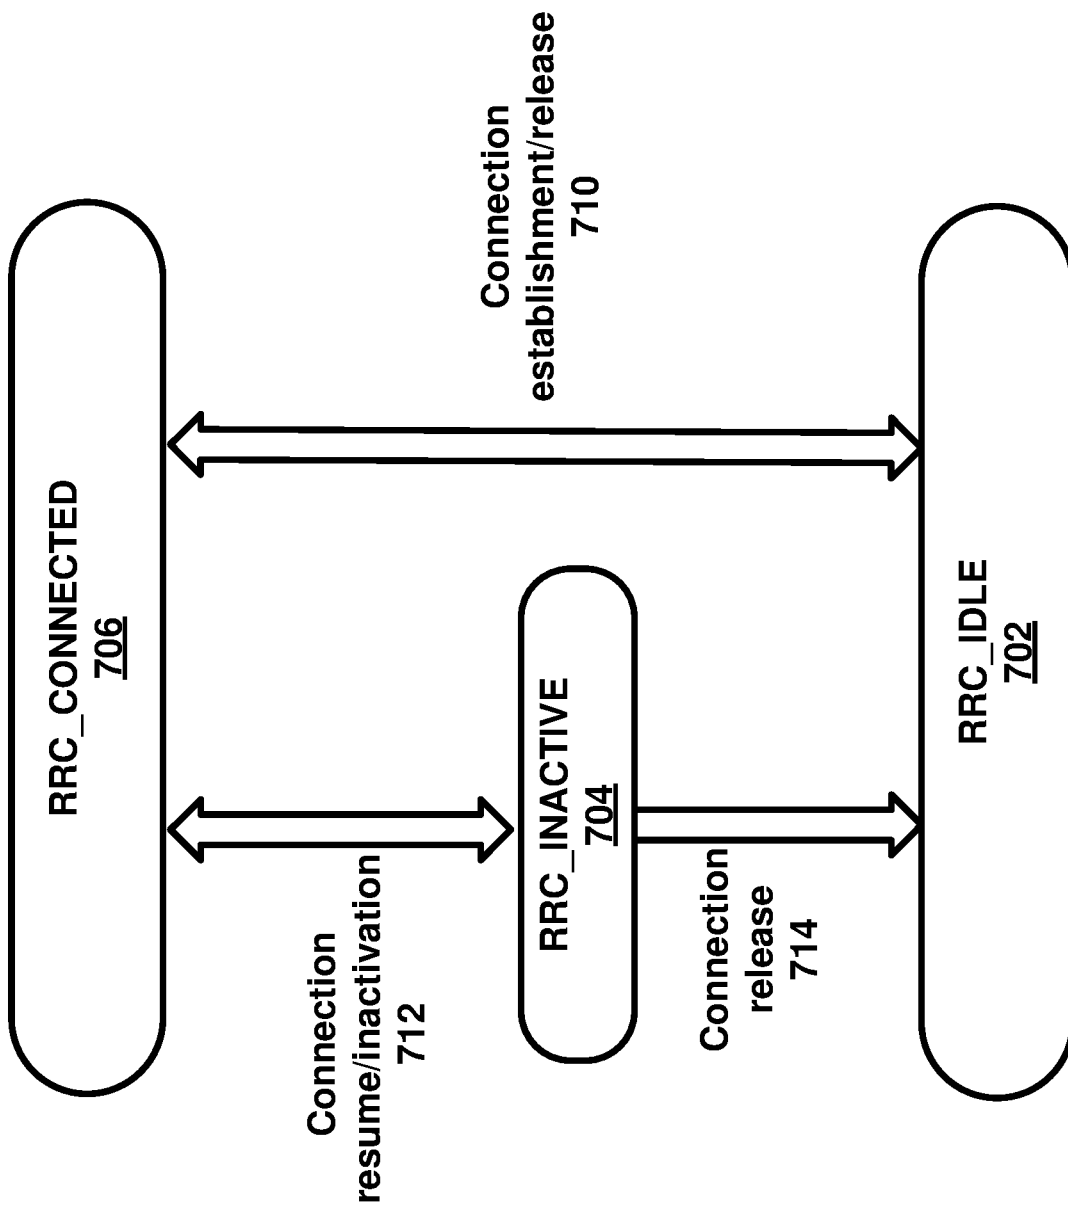 RRC_CONNECTED
706
Connection
resume/inactivation
712
Connection
establishment/release
710
RRC_INACTIVE
704
Connection
release
714
RRC_IDLE
702